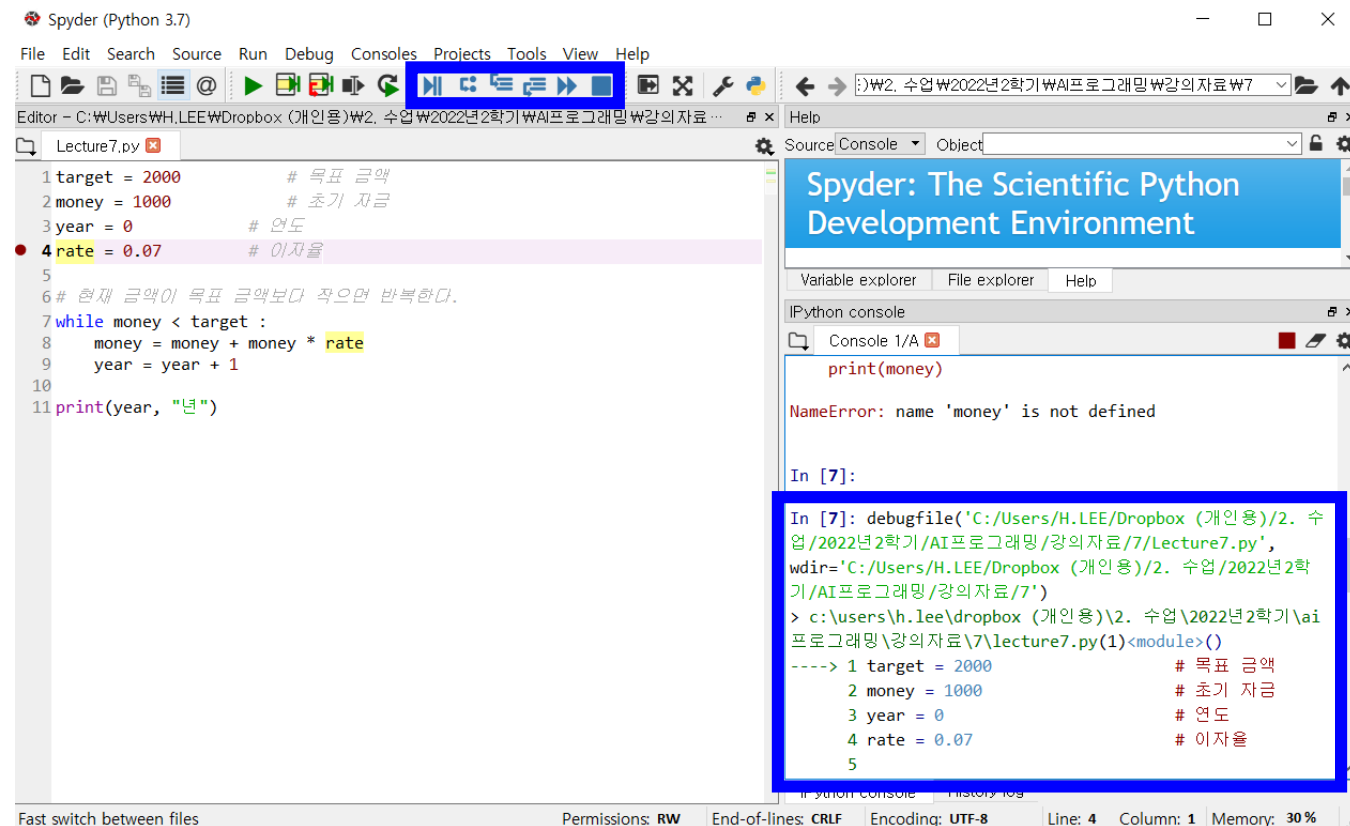 Spyder (Python 3.7)
File Edit Search Source Run Debug Consoles Projects Tools View Help
:)₩2. 수업₩2022년2학기₩AI프로그래밍₩강의자료₩7
Editor - C:₩Users₩H.LEE₩Dropbox (개인용)₩2. 수업₩2022년2학기₩AI프로그래밍₩강의자료…
Lecture7.py
1 target = 2000 # 목표 금액
2 money = 1000 # 초기 자금
3 year = 0 # 연도
4 rate = 0.07 # 이자율
5
6 # 현재 금액이 목표 금액보다 작으면 반복한다.
7 while money < target :
8 money = money + money * rate
9 year = year + 1
10
11 print(year, "년")
Help
Source Console Object
Spyder: The Scientific Python
Development Environment
Variable explorer File explorer Help
IPython console
Console 1/A
print(money)
NameError: name 'money' is not defined
In [7]:
In [7]: debugfile('C:/Users/H.LEE/Dropbox (개인용)/2. 수
업/2022년2학기/AI프로그래밍/강의자료/7/Lecture7.py',
wdir='C:/Users/H.LEE/Dropbox (개인용)/2. 수업/2022년2학
기/AI프로그래밍/강의자료/7')
> c:\users\h.lee\dropbox (개인용)\2. 수업\2022년2학기\ai
프로그래밍\강의자료\7\lecture7.py(1)<module>()
----> 1 target = 2000 # 목표 금액
2 money = 1000 # 초기 자금
3 year = 0 # 연도
4 rate = 0.07 # 이자율
5
IPython console History log
Fast switch between files Permissions: RW End-of-lines: CRLF Encoding: UTF-8 Line: 4 Column: 1 Memory: 30 %